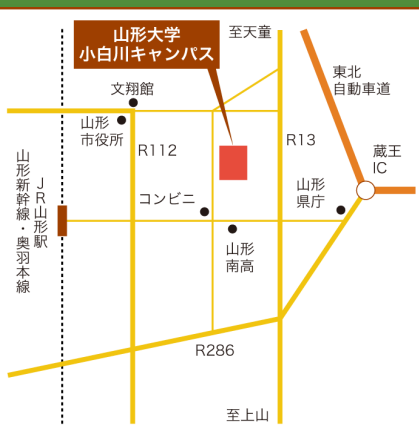 山形大学
小白川キャンパス
至天童
東北
自動車道
文翔館
山形
市役所
R112
R13
蔵王
IC
山形
県庁
コンビニ
JR山形駅
山形新幹線・奥羽本線
山形
南高
R286
至上山